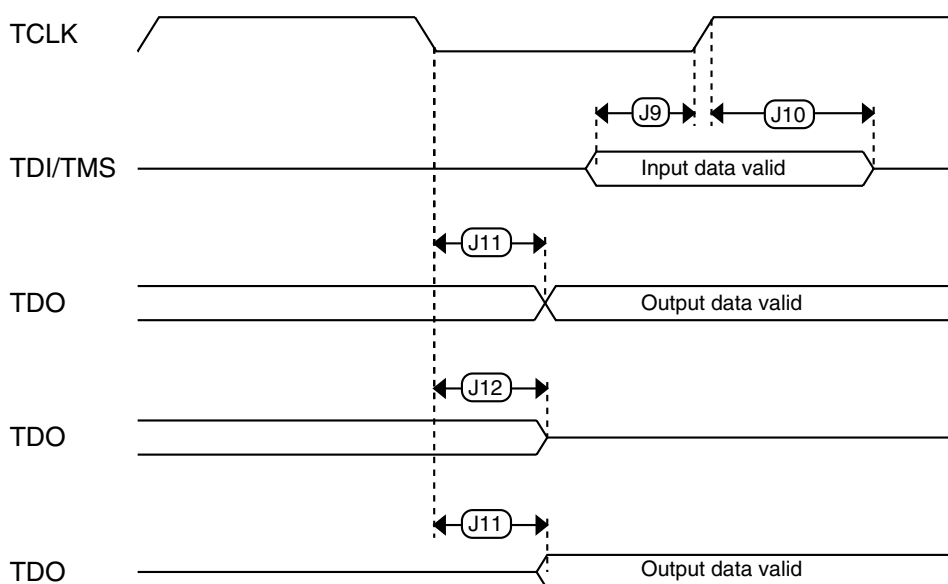 TCLK
J9
J10
TDI/TMS
Input data valid
J11
TDO
Output data valid
J12
TDO
J11
TDO
Output data valid